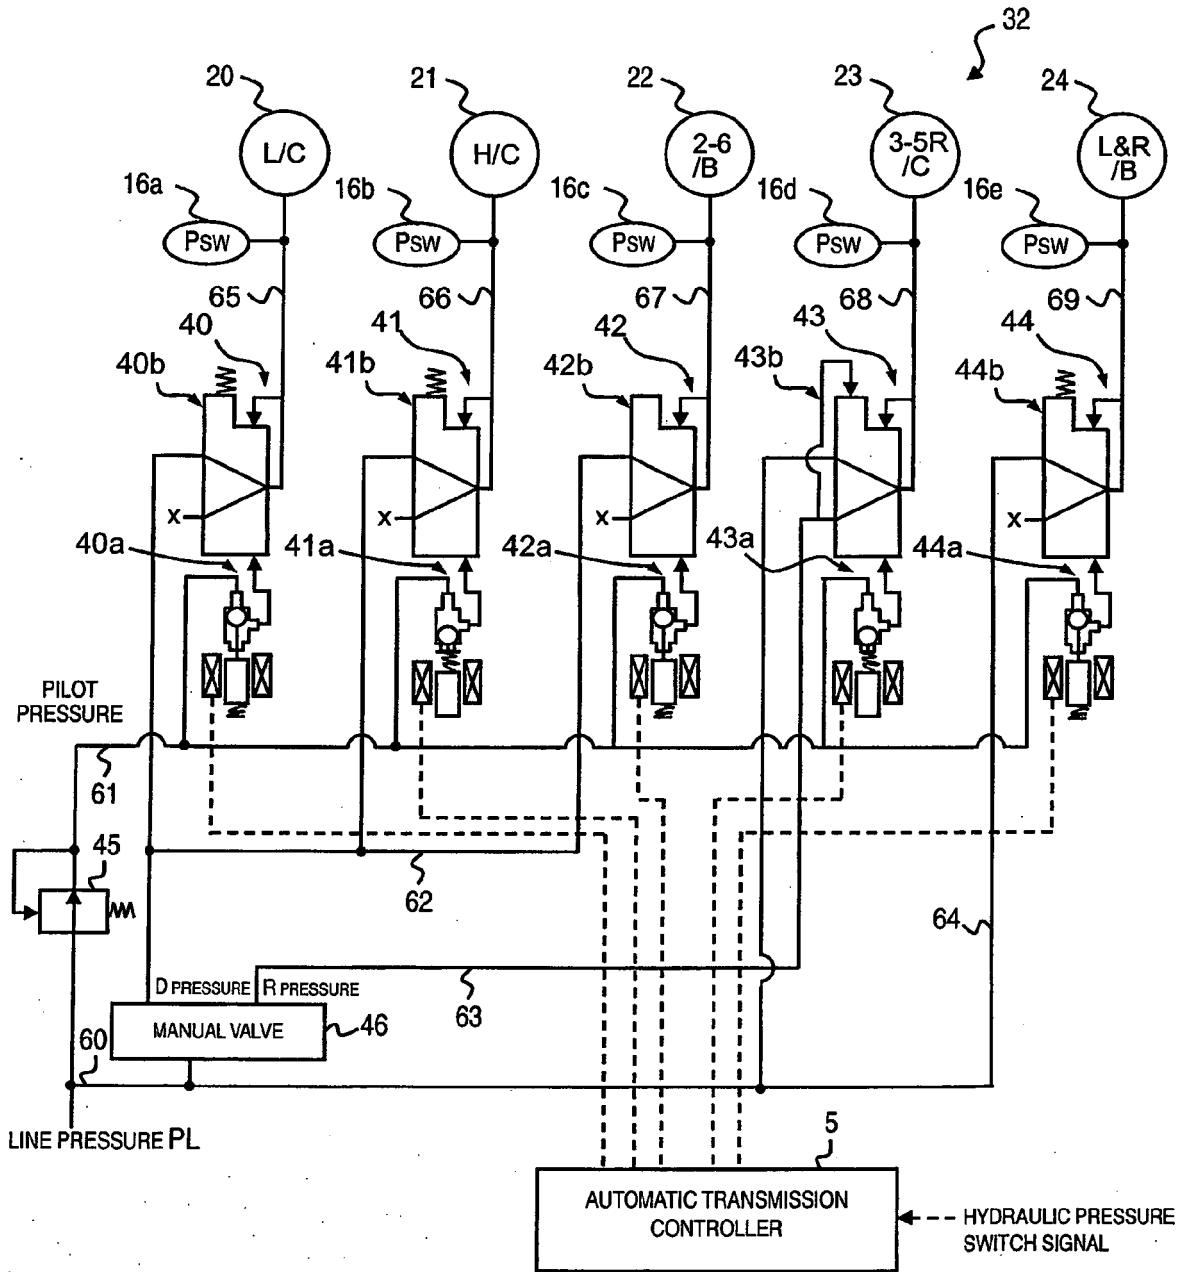 32
20
21
22
23
24
L/C
H/C
2-6
/B
3-5R
/C
L&R
/B
16a
16b
16c
16d
16e
PSW
PSW
PSW
PSW
PSW
65
66
67
68
69
40
41
42
43
44
40b
41b
42b
43b
44b
x
x
x
x
40a
41a
42a
43a
44a
PILOT
PRESSURE
61
45
62
64
D PRESSURE
R PRESSURE
63
MANUAL VALVE
46
60
LINE PRESSURE PL
5
AUTOMATIC TRANSMISSION
CONTROLLER
HYDRAULIC PRESSURE
SWITCH SIGNAL